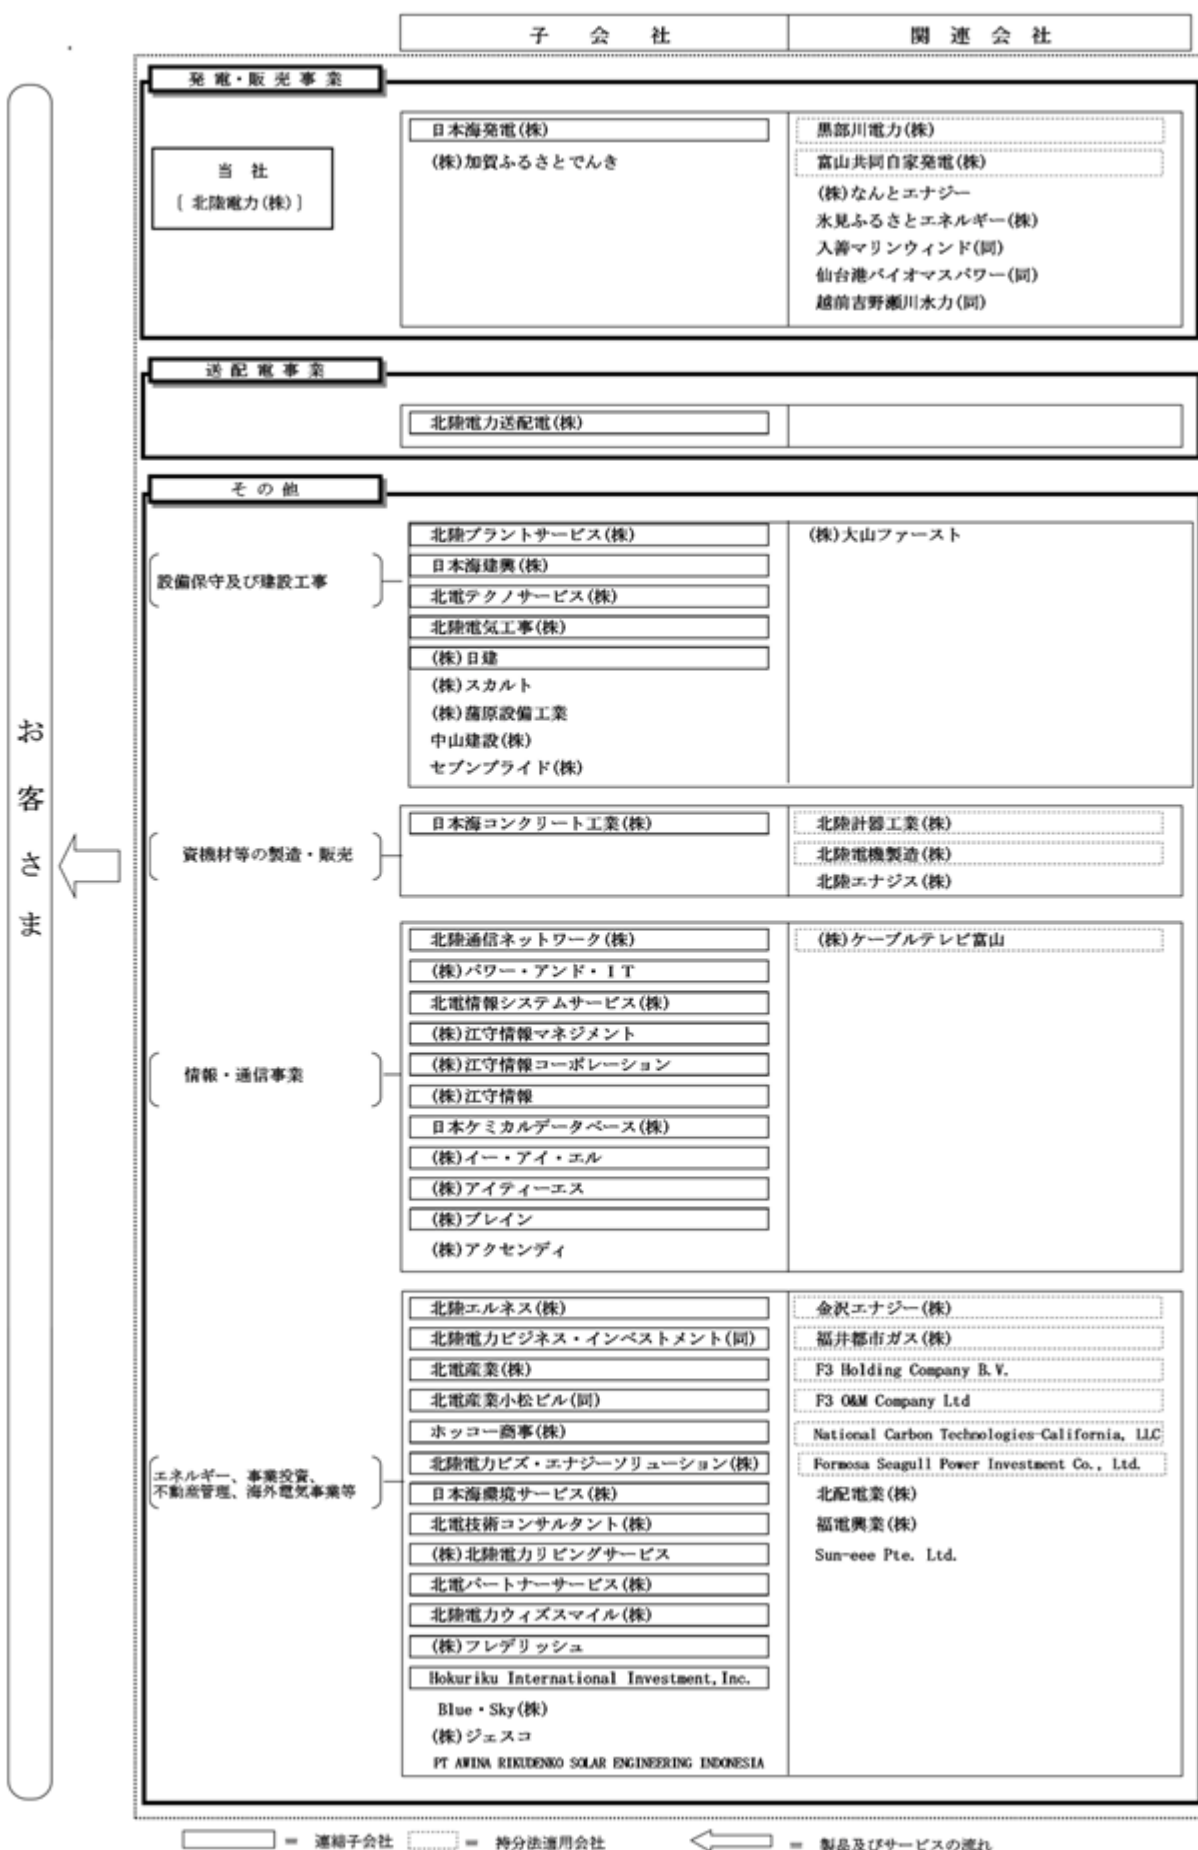 子 会 社
関 連 会 社
お客さま
発 電・販 売 事 業
当 社
[ 北陸電力(株) ]
日本海発電(株)
(株)加賀ふるさとでんき
黒部川電力(株)
富山共同自家発電(株)
(株)なんとエナジー
氷見ふるさとエネルギー(株)
入善マリンウィンド(同)
仙台港バイオマスパワー(同)
越前吉野瀬川水力(同)
送 配 電 事 業
北陸電力送配電(株)
そ の 他
設備保守及び建設工事
北陸プラントサービス(株)
日本海建興(株)
北電テクノサービス(株)
北陸電気工事(株)
(株)日建
(株)スカルト
(株)蒲原設備工業
中山建設(株)
セブンプライド(株)
(株)大山ファースト
資機材等の製造・販売
日本海コンクリート工業(株)
北陸計器工業(株)
北陸電機製造(株)
北陸エナジス(株)
情報・通信事業
北陸通信ネットワーク(株)
(株)パワー・アンド・IT
北電情報システムサービス(株)
(株)江守情報マネジメント
(株)江守情報コーポレーション
(株)江守情報
日本ケミカルデータベース(株)
(株)イー・アイ・エル
(株)アイティーエス
(株)ブレイン
(株)アクセンディ
(株)ケーブルテレビ富山
エネルギー、事業投資、
不動産管理、海外電気事業等
北陸エルネス(株)
北陸電力ビジネス・インベストメント(同)
北電産業(株)
北電産業小松ビル(同)
ホッコー商事(株)
北陸電力ビズ・エナジーソリューション(株)
日本海環境サービス(株)
北電技術コンサルタント(株)
(株)北陸電力リビングサービス
北電パートナーサービス(株)
北陸電力ウィズスマイル(株)
(株)フレデリッシュ
Hokuriku International Investment,Inc.
Blue・Sky(株)
(株)ジェスコ
PT AWINA RIKUDENKO SOLAR ENGINEERING INDONESIA
金沢エナジー(株)
福井都市ガス(株)
F3 Holding Company B.V.
F3 O&M Company Ltd
National Carbon Technologies-California, LLC
Formosa Seagull Power Investment Co., Ltd.
北配電業(株)
福電興業(株)
Sun-eee Pte. Ltd.
= 連結子会社 = 持分法適用会社 = 製品及びサービスの流れ